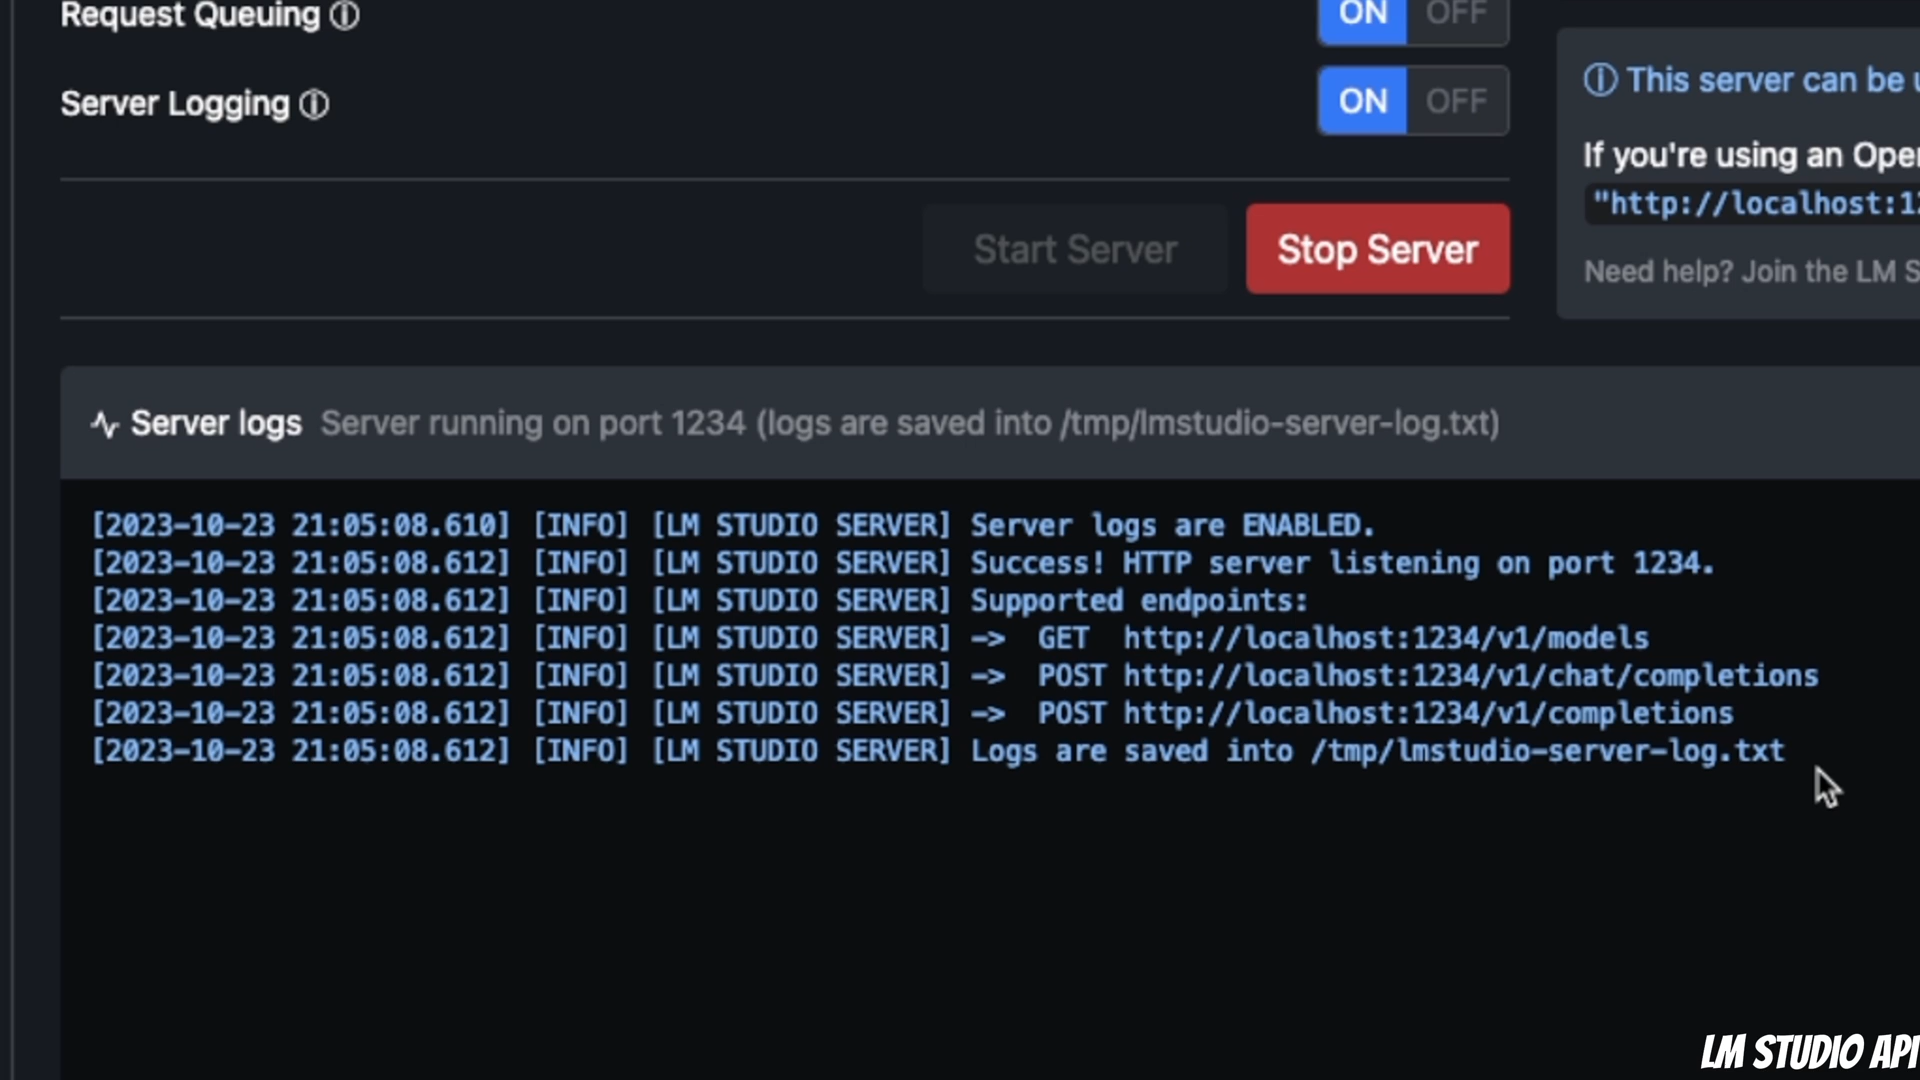 Request Queuing ⓘ
ON OFF
Server Logging ⓘ
ON OFF
ⓘ This server can be
If you're using an
"http://localhost:12
Need help? Join the LM
Start Server
Stop Server
Server logs Server running on port 1234 (logs are saved into /tmp/lmstudio-server-log.txt)
[2023-10-23 21:05:08.610] [INFO] [LM STUDIO SERVER] Server logs are ENABLED.
[2023-10-23 21:05:08.612] [INFO] [LM STUDIO SERVER] Success! HTTP server listening on port 1234.
[2023-10-23 21:05:08.612] [INFO] [LM STUDIO SERVER] Supported endpoints:
[2023-10-23 21:05:08.612] [INFO] [LM STUDIO SERVER] ->  GET  http://localhost:1234/v1/models
[2023-10-23 21:05:08.612] [INFO] [LM STUDIO SERVER] ->  POST http://localhost:1234/v1/chat/completions
[2023-10-23 21:05:08.612] [INFO] [LM STUDIO SERVER] ->  POST http://localhost:1234/v1/completions
[2023-10-23 21:05:08.612] [INFO] [LM STUDIO SERVER] Logs are saved into /tmp/lmstudio-server-log.txt
LM STUDIO API